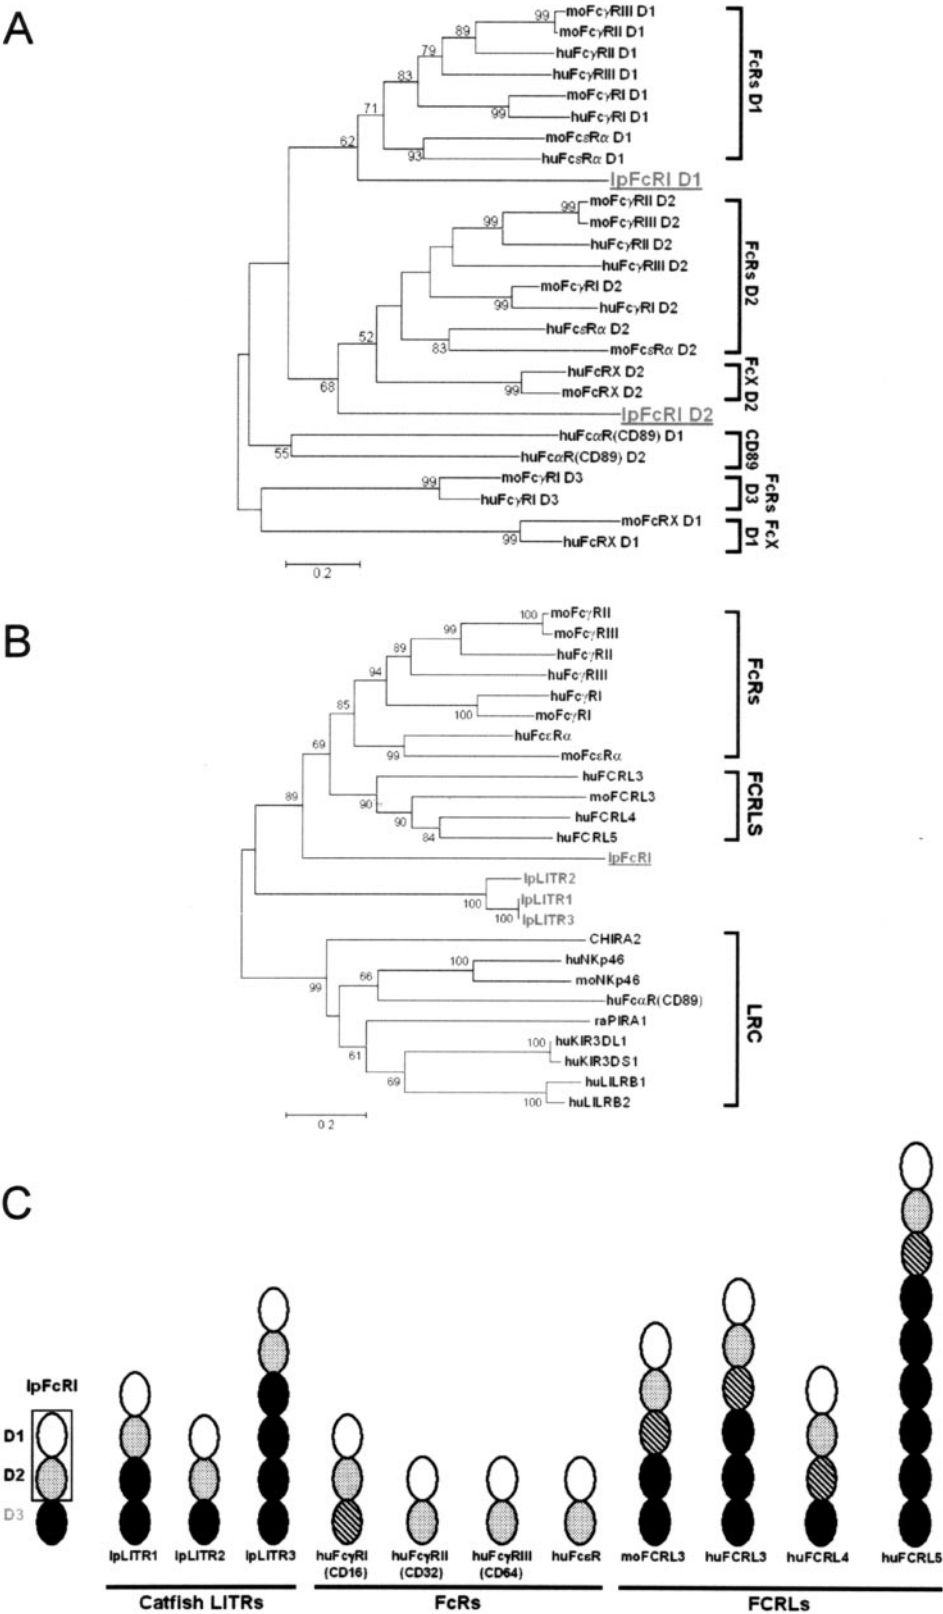 A
99
moFcγRIII D1
89
moFcγRII D1
79
huFcγRII D1
83
huFcγRIII D1
71
moFcγRI D1
99
huFcγRI D1
62
moFcεRα D1
93
huFcεRα D1
FcRs D1
IpFcRI D1
99
moFcγRII D2
99
moFcγRIII D2
huFcγRII D2
huFcγRIII D2
moFcγRI D2
99
huFcγRI D2
52
huFcεRα D2
83
moFcεRα D2
FcRs D2
huFcRX D2
68
99
moFcRX D2
FcX D2
IpFcRI D2
huFcαR(CD89) D1
55
huFcαR(CD89) D2
CD89
99
moFcγRI D3
huFcγRI D3
FcRs D3
moFcRX D1
99
huFcRX D1
FcX D1
0 2
B
100
moFcγRII
99
moFcγRIII
89
huFcγRII
94
huFcγRIII
85
huFcγRI
100
moFcγRI
69
huFcεRα
99
moFcεRα
FcRs
89
huFCRL3
90
moFCRL3
90
huFCRL4
84
huFCRL5
FCRLS
IpFcRI
IpLITR2
100
IpLITR1
100
IpLITR3
CHIRA2
99
100
huNKp46
66
moNKp46
huFcαR(CD89)
raPIRA1
61
100
huKIR3DL1
huKIR3DS1
69
huLILRB1
100
huLILRB2
LRC
0 2
C
IpFcRI
D1
D2
D3
IpLITR1 IpLITR2 IpLITR3 huFcγRI huFcγRII huFcγRIII huFcεR moFCRL3 huFCRL3 huFCRL4 huFCRL5
(CD16) (CD32) (CD64)
Catfish LITRs FcRs FCRLs